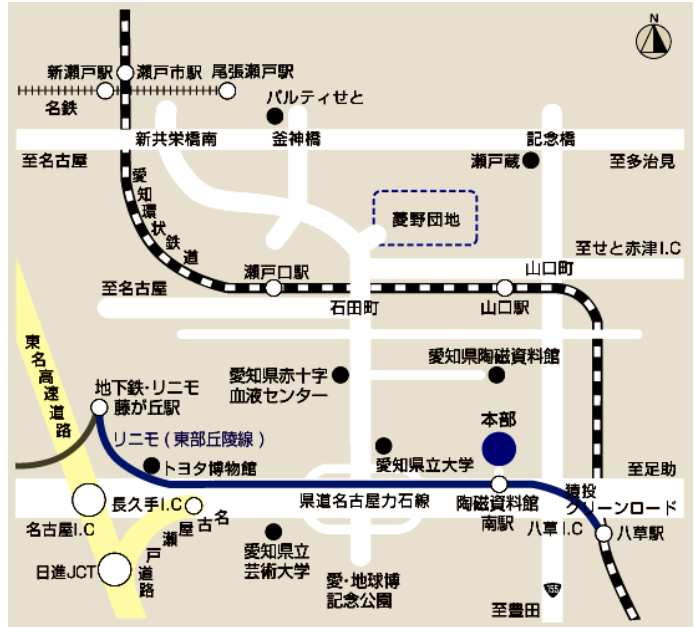 N
新瀬戸駅
瀬戸市駅
尾張瀬戸駅
名鉄
パルティせと
新共栄橋南
釜神橋
記念橋
至名古屋
瀬戸蔵
至多治見
愛知環状鉄道
菱野団地
至せと赤津I.C
瀬戸口駅
山口町
至名古屋
石田町
山口駅
東名高速道路
愛知県赤十字
血液センター
愛知県陶磁資料館
地下鉄・リニモ
藤が丘駅
本部
リニモ(東部丘陵線)
トヨタ博物館
愛知県立大学
至足助
長久手I.C
県道名古屋力石線
陶磁資料館
南駅
猿投
グリーンロード
名古屋I.C
名古屋瀬戸道路
八草I.C
八草駅
愛知県立
芸術大学
日進JCT
愛・地球博
記念公園
155
至豊田